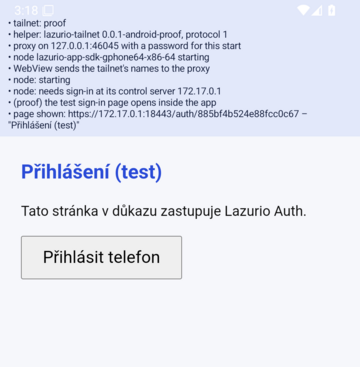 3:18
• tailnet: proof
• helper: lazurio-tailnet 0.0.1-android-proof, protocol 1
• proxy on 127.0.0.1:46045 with a password for this start
• node lazurio-app-sdk-gphone64-x86-64 starting
• WebView sends the tailnet's names to the proxy
• node: starting
• node: needs sign-in at its control server 172.17.0.1
• (proof) the test sign-in page opens inside the app
• page shown: https://172.17.0.1:18443/auth/885bf4b524e88fcc0c67 –
"Přihlášení (test)"
Přihlášení (test)
Tato stránka v důkazu zastupuje Lazurio Auth.
Přihlásit telefon